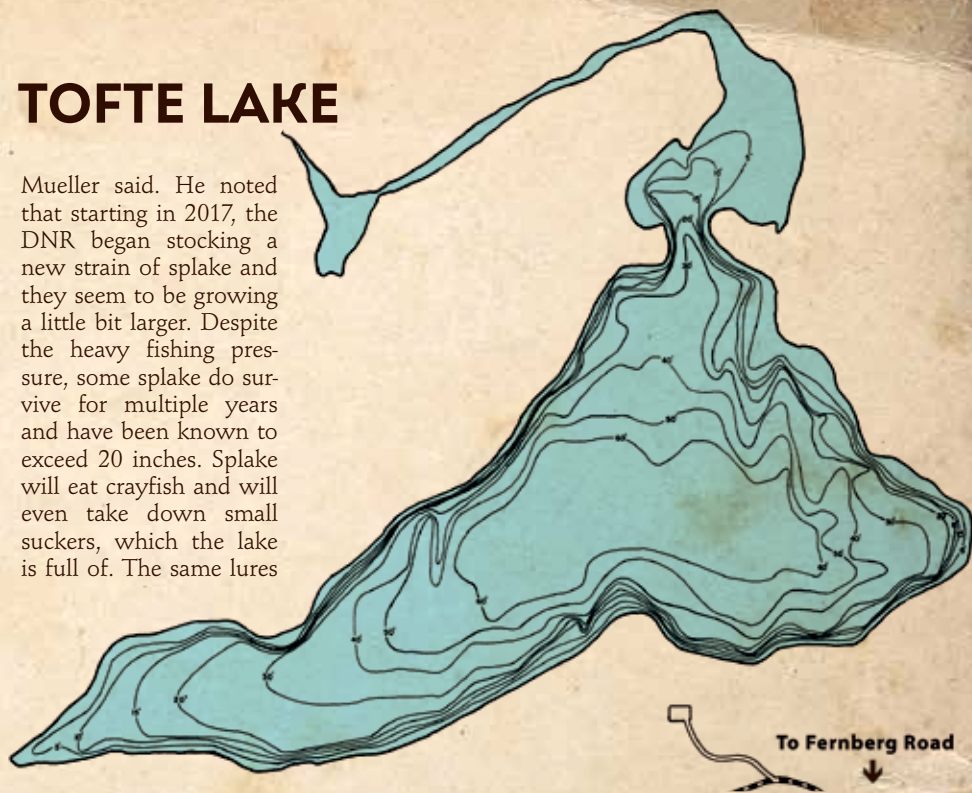 TOFTE LAKE
Mueller said. He noted
that starting in 2017, the
DNR began stocking a
new strain of splake and
they seem to be growing
a little bit larger. Despite
the heavy fishing pres-
sure, some splake do sur-
vive for multiple years
and have been known to
exceed 20 inches. Splake
will eat crayfish and will
even take down small
suckers, which the lake
is full of. The same lures
40'
50'
60'
To Fernberg Road